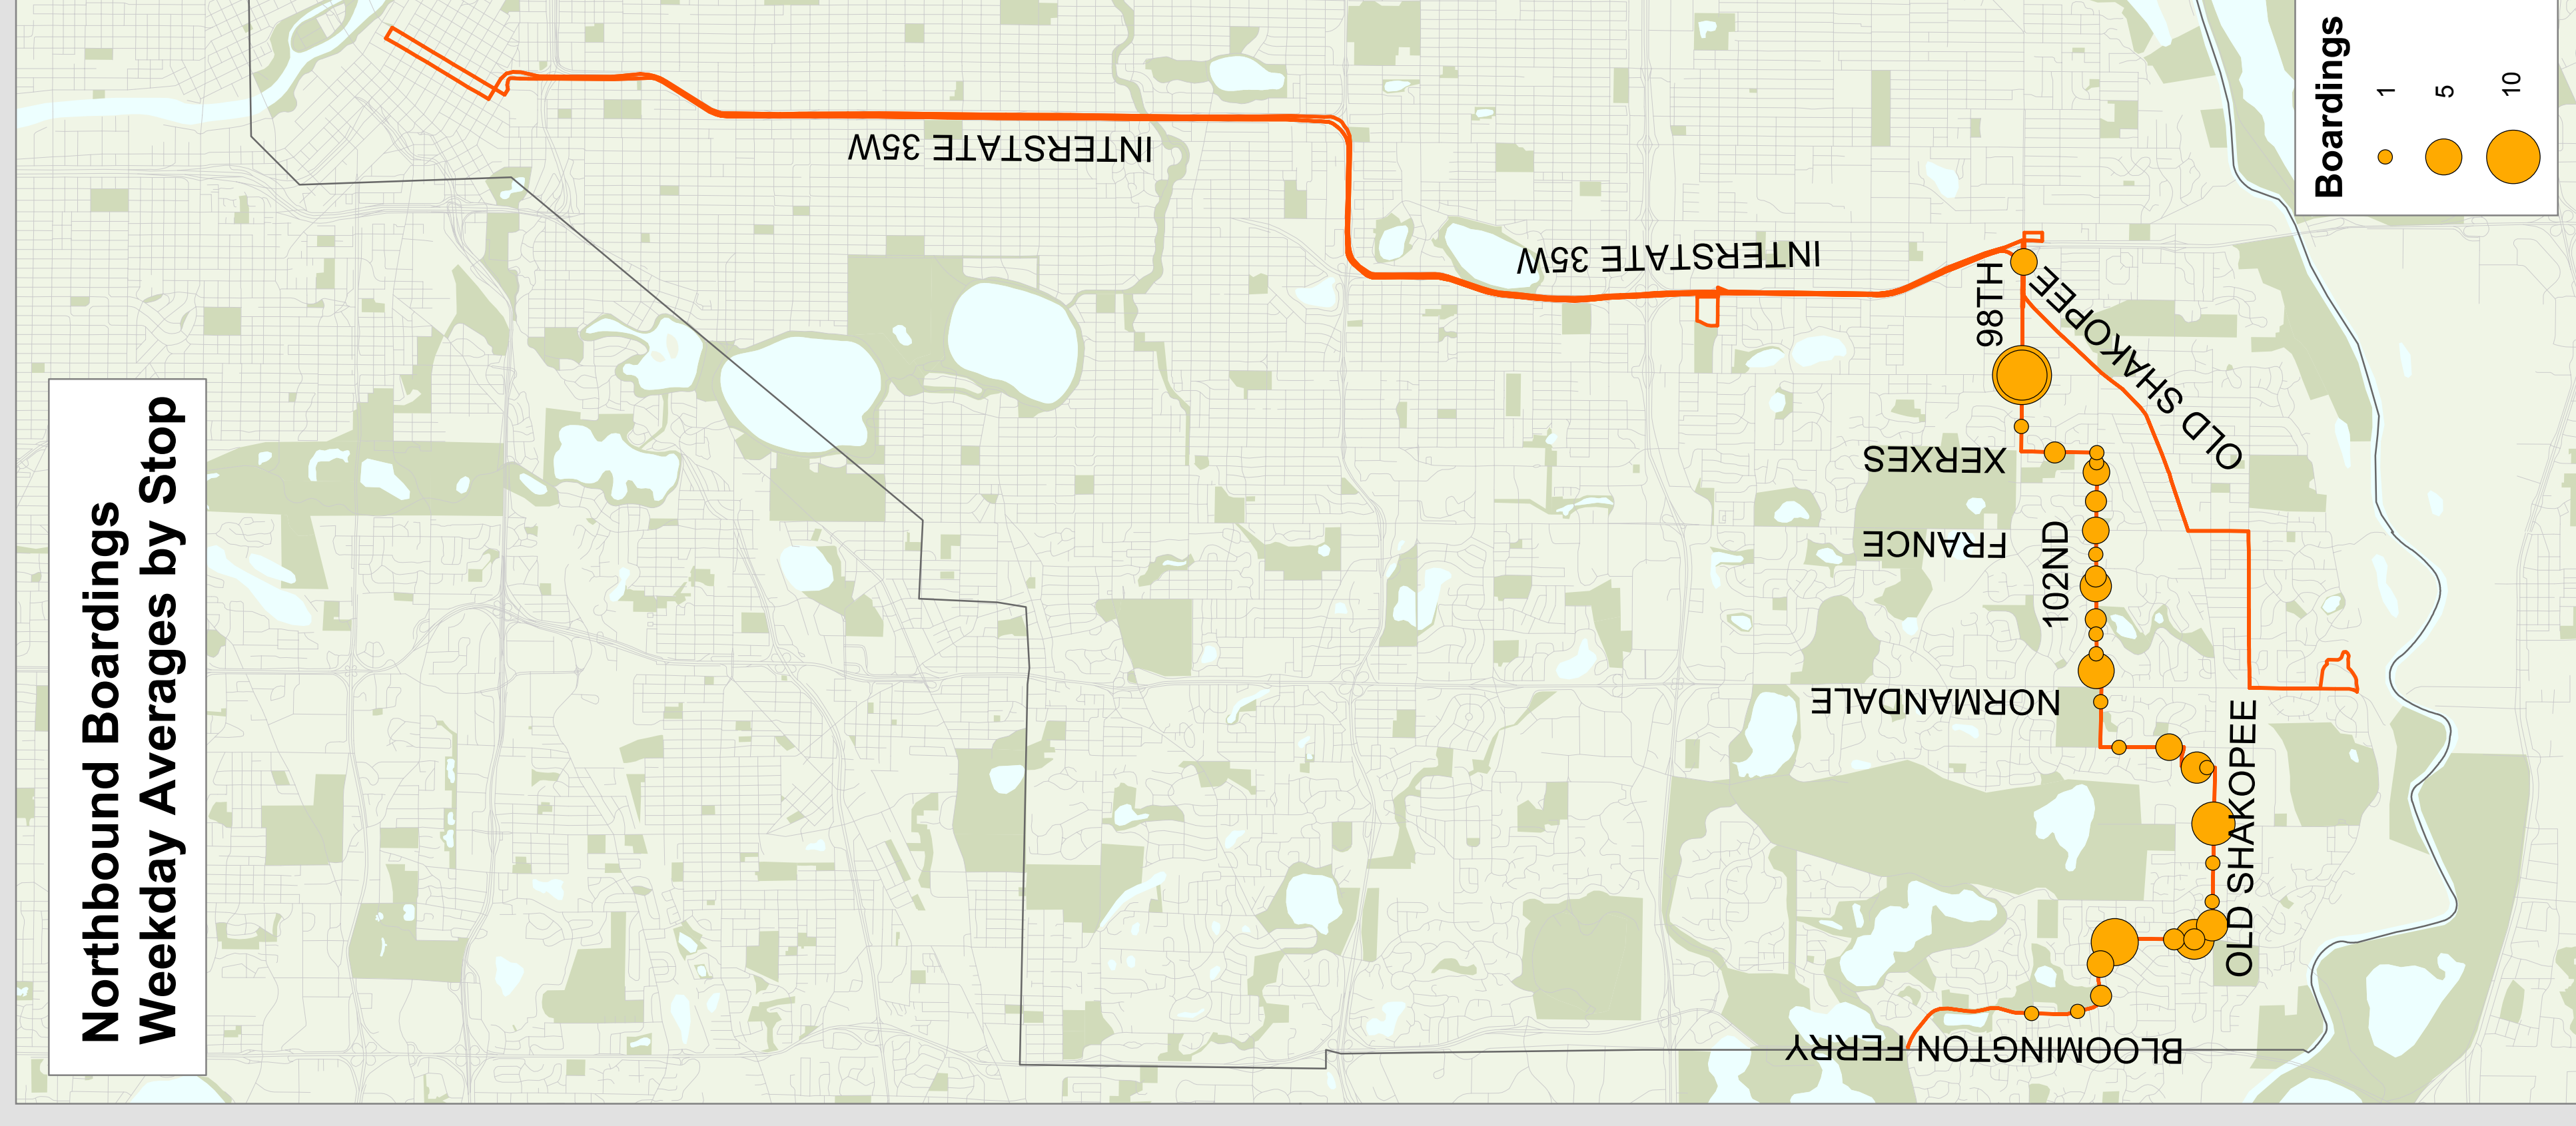 Northbound Boardings
Weekday Averages by Stop
INTERSTATE 35W
INTERSTATE 35W
98TH
OLD SHAKOPEE
XERXES
FRANCE
102ND
NORMANDALE
OLD SHAKOPEE
BLOOMINGTON FERRY
Boardings
1
5
10